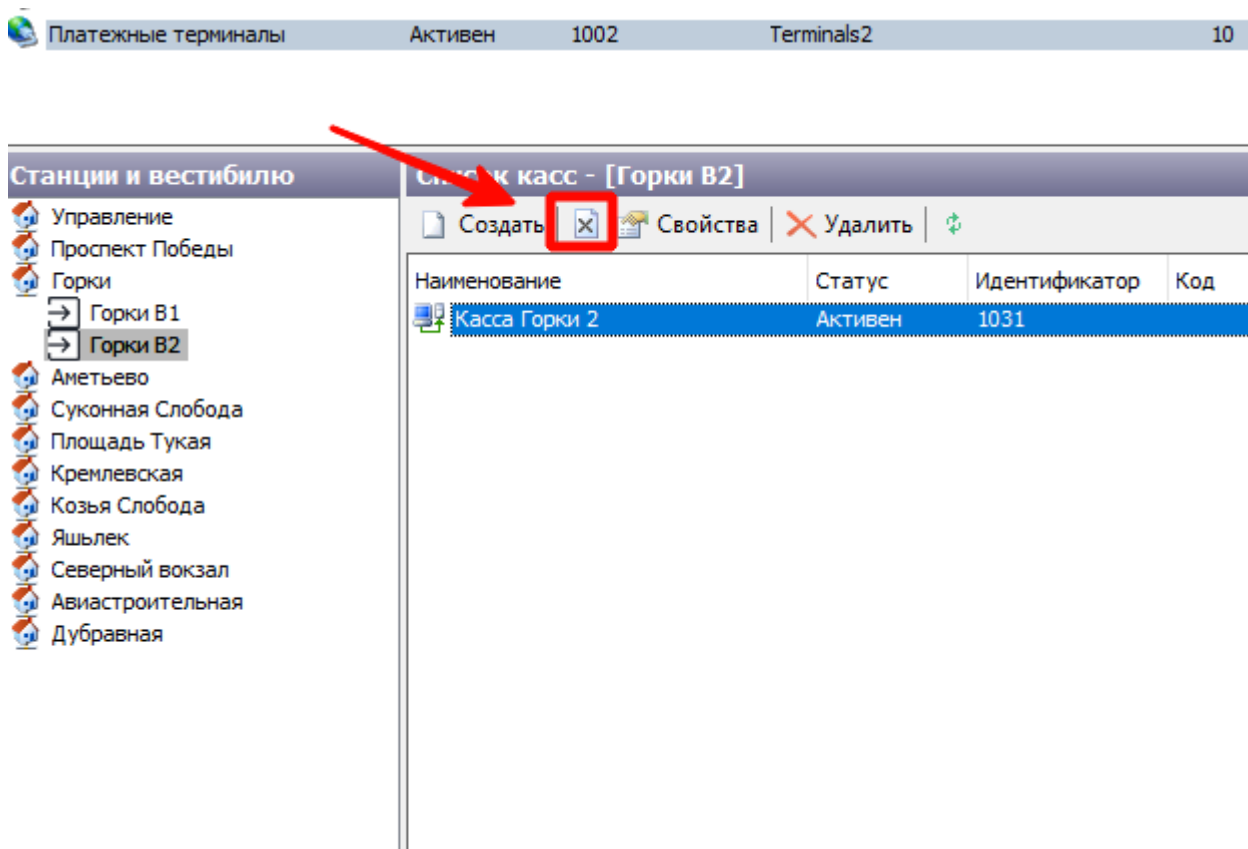 Платежные терминалы Активен 1002 Terminals2 10
Станции и вестибилю
Управление
Проспект Победы
Горки
Горки В1
Горки В2
Аметьево
Суконная Слобода
Площадь Тукая
Кремлевская
Козья Слобода
Яшьлек
Северный вокзал
Авиастроительная
Дубравная
Список касс - [Горки В2]
Создать Свойства Удалить
Наименование Статус Идентификатор Код
Касса Горки 2 Активен 1031